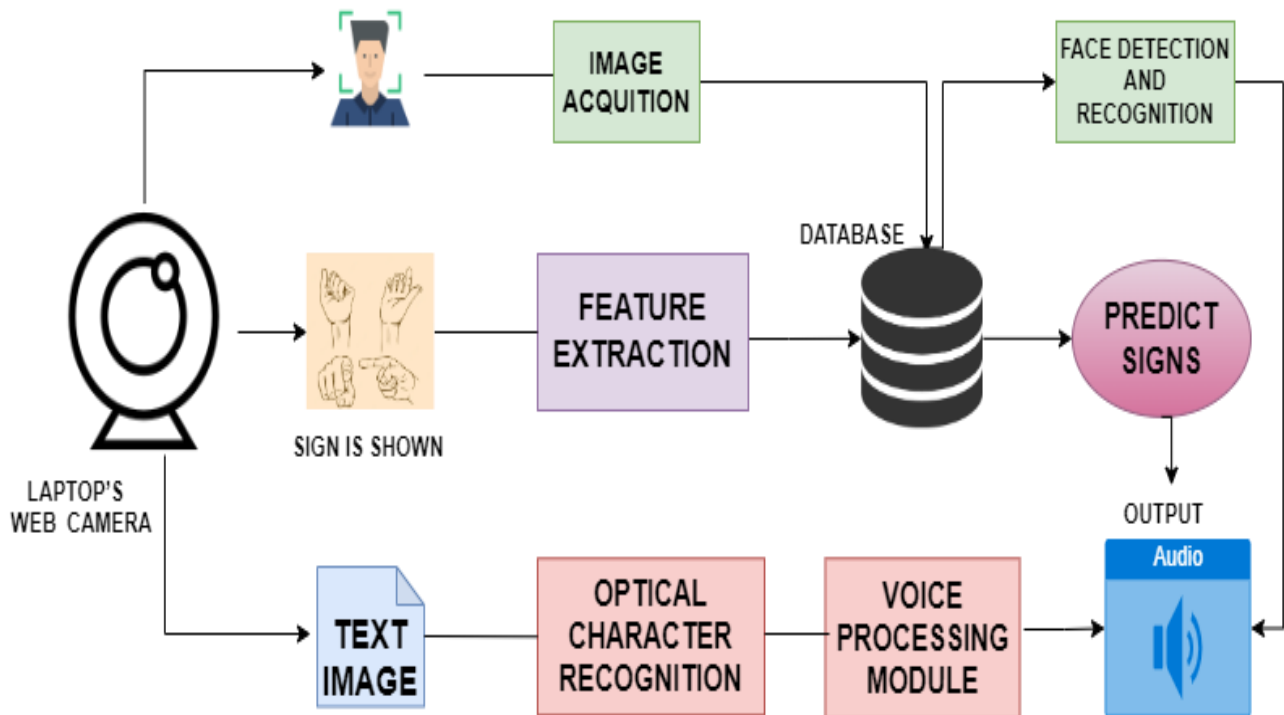 IMAGE
ACQUITION
FACE DETECTION
AND
RECOGNITION
DATABASE
FEATURE
EXTRACTION
PREDICT
SIGNS
SIGN IS SHOWN
LAPTOP'S
WEB CAMERA
OUTPUT
TEXT
IMAGE
OPTICAL
CHARACTER
RECOGNITION
VOICE
PROCESSING
MODULE
Audio